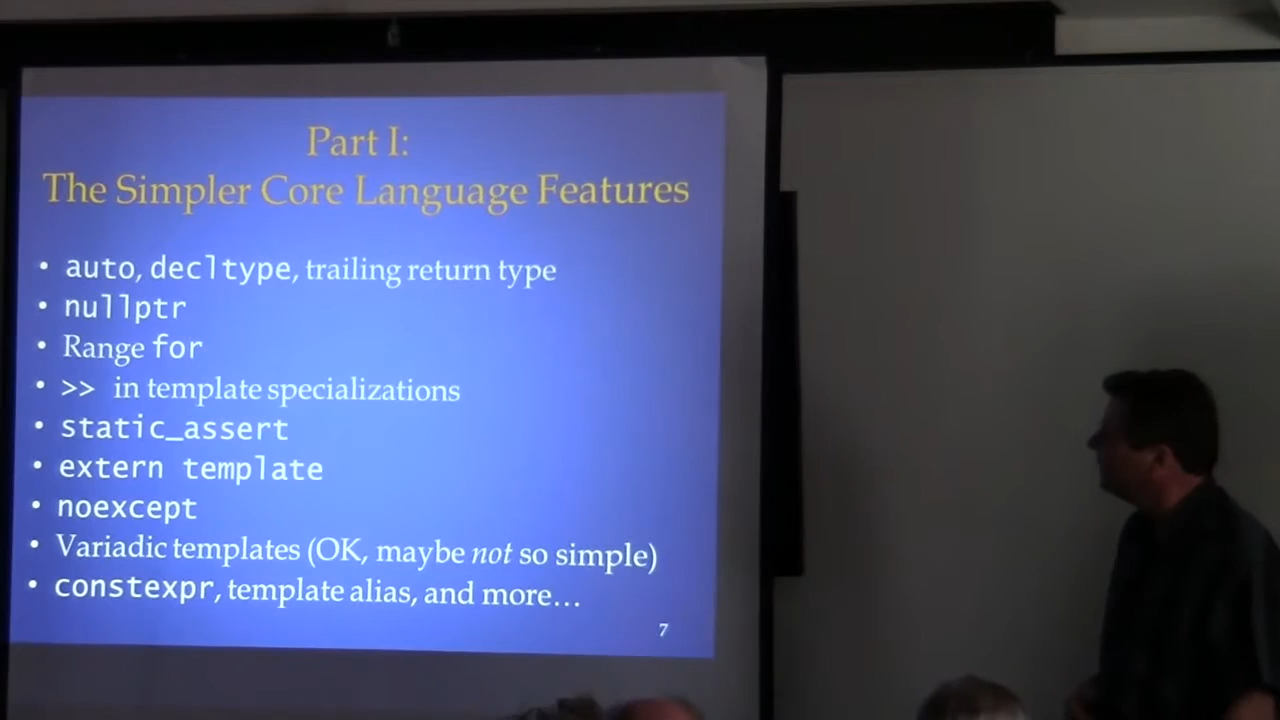 Part I:
The Simpler Core Language Features
• auto, decltype, trailing return type
• nullptr
• Range for
• >> in template specializations
• static_assert
• extern template
• noexcept
• Variadic templates (OK, maybe not so simple)
• constexpr, template alias, and more…
7